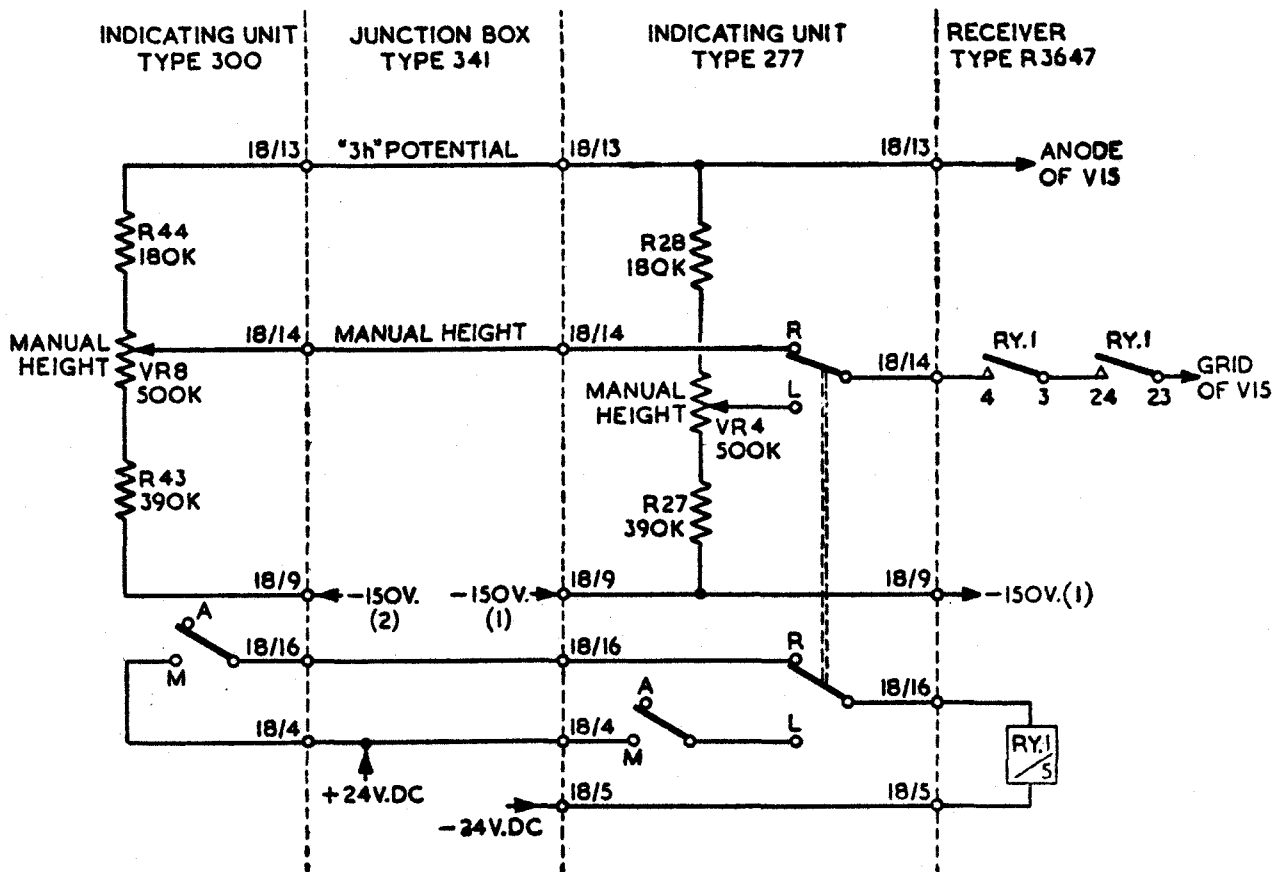 INDICATING UNIT
TYPE 300
JUNCTION BOX
TYPE 341
INDICATING UNIT
TYPE 277
RECEIVER
TYPE R3647
18/13
"3h" POTENTIAL
18/13
18/13
ANODE
OF V15
R44
180K
R28
180K
MANUAL
HEIGHT
18/14
MANUAL HEIGHT
18/14
R
18/14
RY.1
RY.1
GRID
OF V15
4
3
24
23
VR8
500K
MANUAL
HEIGHT
L
VR4
500K
R43
390K
R27
390K
18/9
-150V.
(2)
-150V.
(1)
18/9
18/9
-150V.(1)
A
M
18/16
18/16
R
18/16
A
M
L
18/4
18/4
RY.1
5
+24V.DC
-24V.DC
18/5
18/5